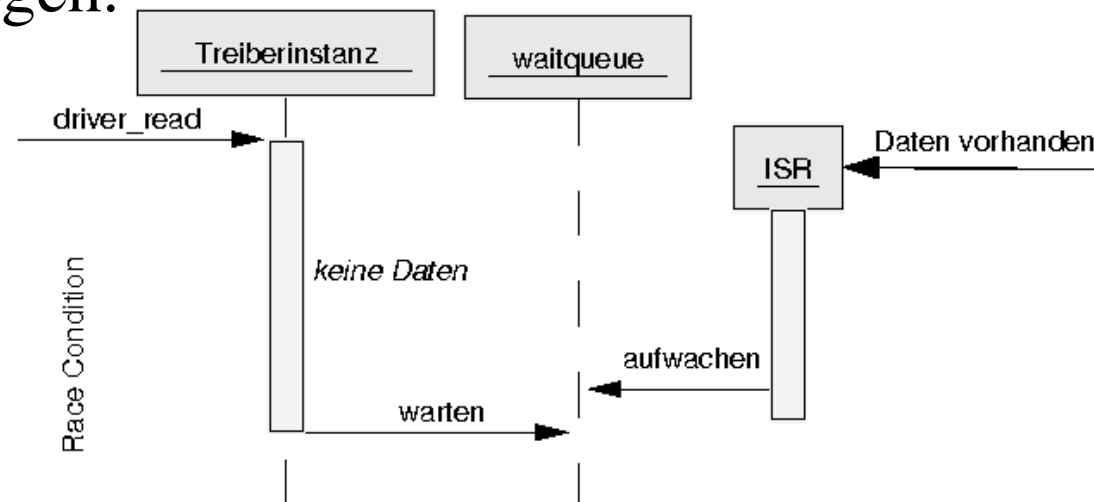 gen.
Treiberinstanz
waitqueue
driver_read
Daten vorhanden
ISR
keine Daten
Race Condition
aufwachen
warten